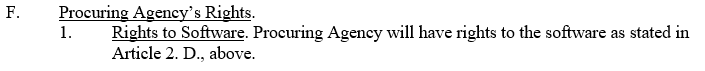 F. Procuring Agency’s Rights.
1. Rights to Software. Procuring Agency will have rights to the software as stated in
Article 2. D., above.